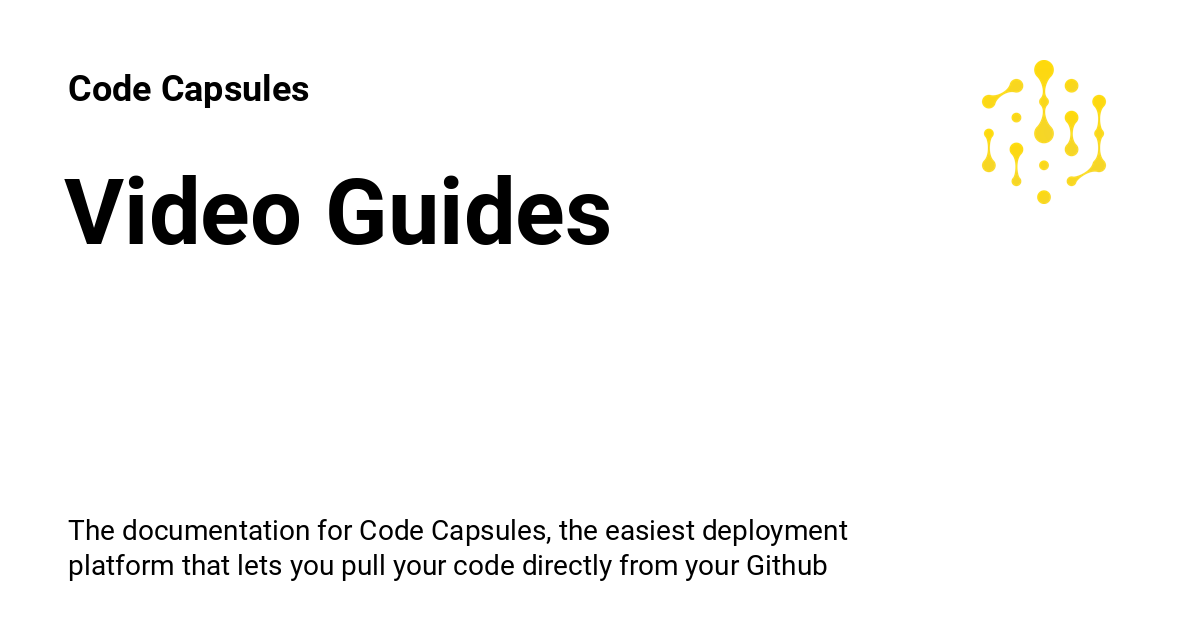 Code Capsules
Video Guides
The documentation for Code Capsules, the easiest deployment
platform that lets you pull your code directly from your Github